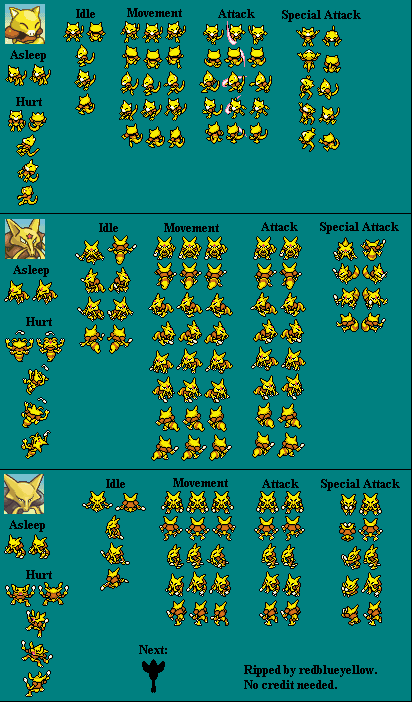 Idle
Movement
Attack
Special Attack
Asleep
Hurt
Idle
Movement
Attack
Special Attack
Asleep
Hurt
Idle
Movement
Attack
Special Attack
Asleep
Hurt
Next:
Ripped by redblueyellow.
No credit needed.